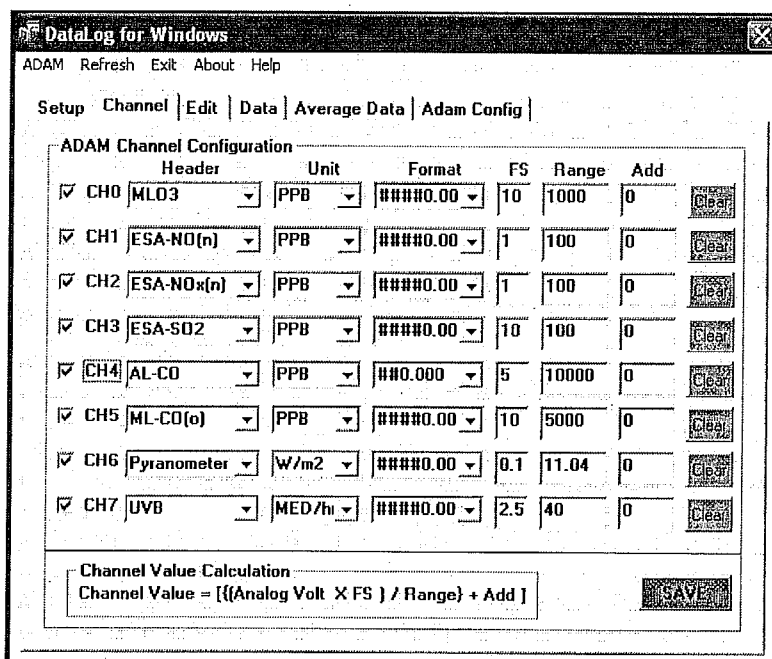 DataLog for Windows
ADAM Refresh Exit About Help
Setup Channel Edit Data Average Data Adam Config
ADAM Channel Configuration
Header Unit Format FS Range Add
CH0 MLO3 PPB ####0.00 10 1000 0 Clear
CH1 ESA-NO(n) PPB ####0.00 1 100 0 Clear
CH2 ESA-NOx(n) PPB ####0.00 1 100 0 Clear
CH3 ESA-SO2 PPB ####0.00 10 100 0 Clear
CH4 AL-CO PPB ##0.000 5 10000 0 Clear
CH5 ML-CO(o) PPB ####0.00 10 5000 0 Clear
CH6 Pyranometer W/m2 ####0.00 0.1 11.04 0 Clear
CH7 UVB MED/h ####0.00 2.5 40 0 Clear
Channel Value Calculation
Channel Value = [{(Analog Volt X FS ) / Range} + Add ]
SAVE